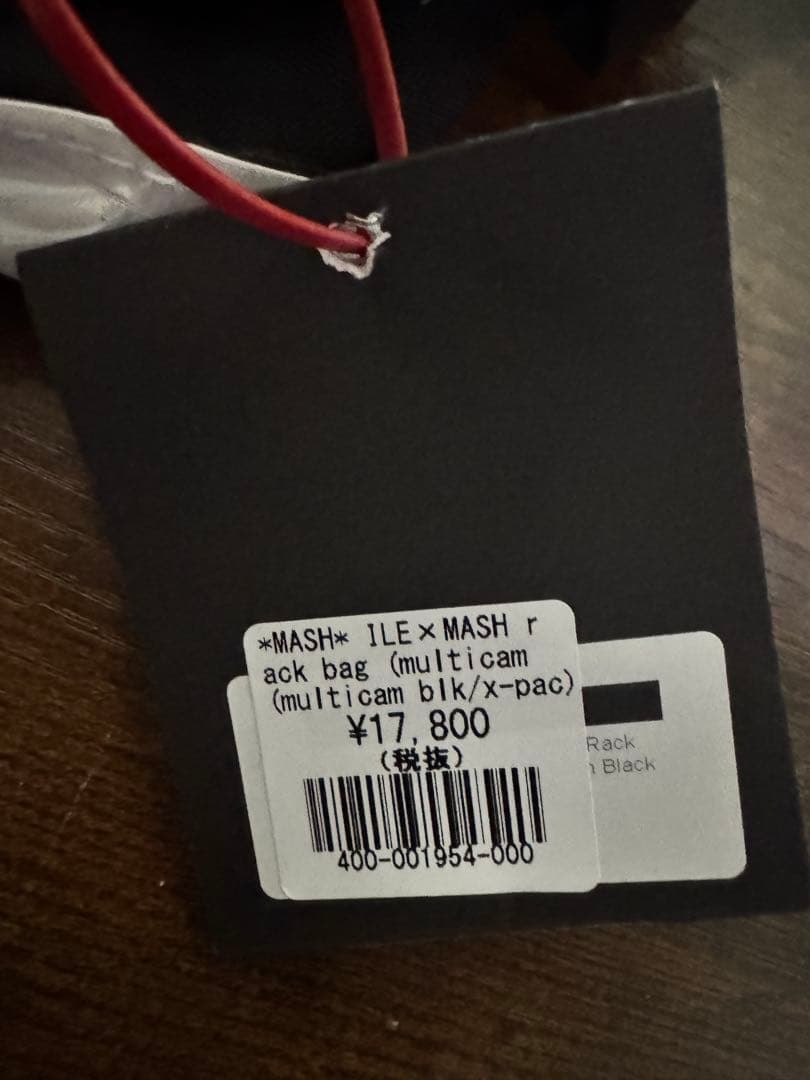 *MASH* ILE×MASH r
ack bag (multicam
(multicam blk/x-pac)
¥17,800
(税抜)
400-001954-000
Rack
Black